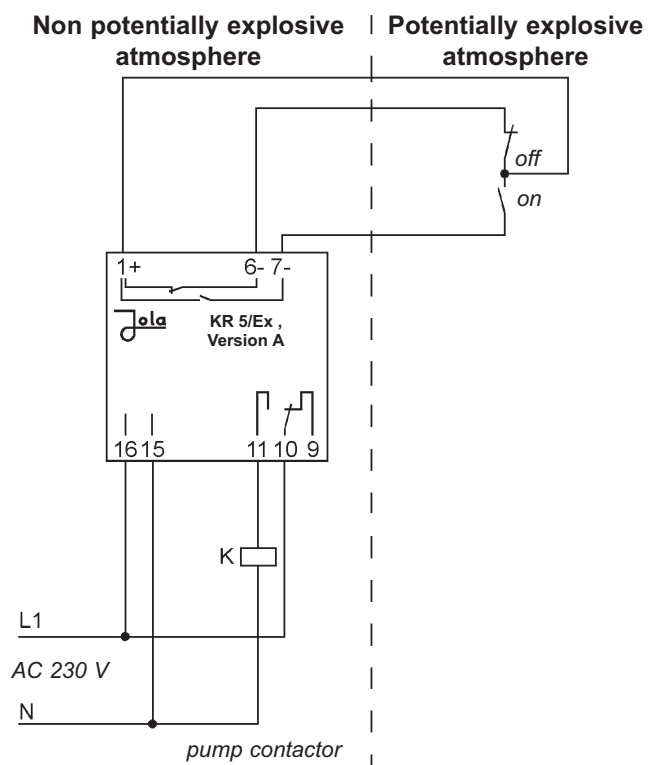 Non potentially explosive
atmosphere
Potentially explosive
atmosphere
off
on
1+
6- 7-
Jola
KR 5/Ex ,
Version A
16 15
11 10 9
K
L1
AC 230 V
N
pump contactor